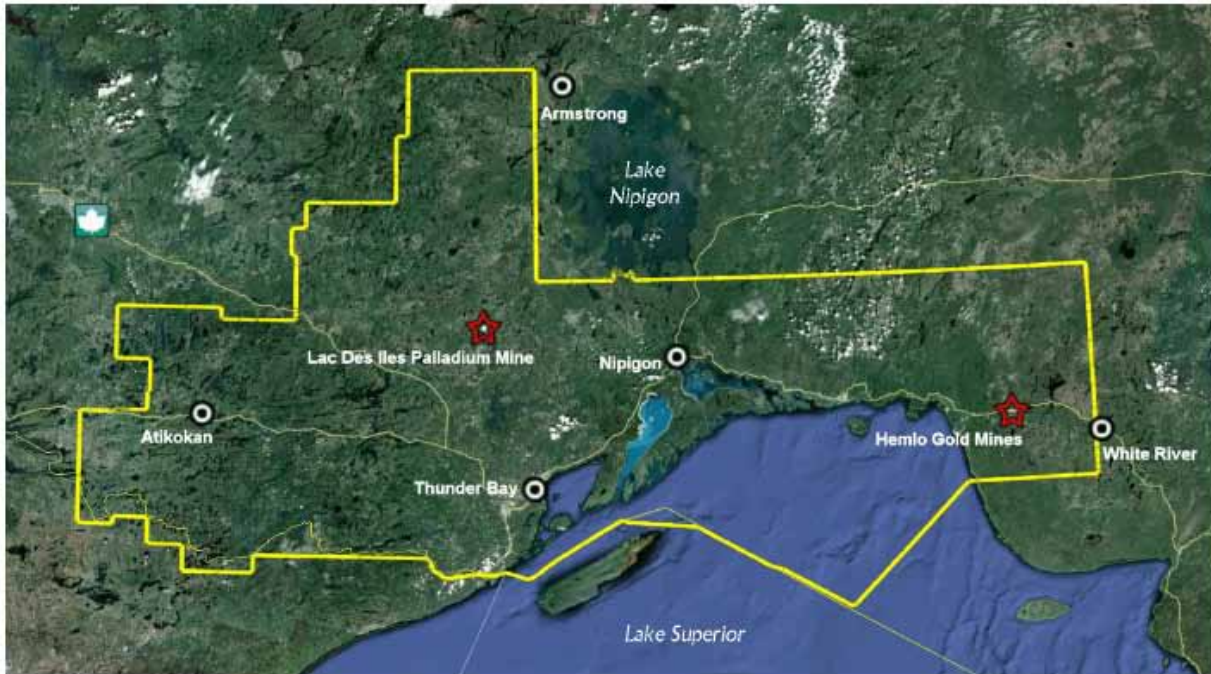 Armstrong
Lake
Nipigon
Lac Des Iles Palladium Mine
Nipigon
Atikokan
Hemlo Gold Mines
White River
Thunder Bay
Lake Superior